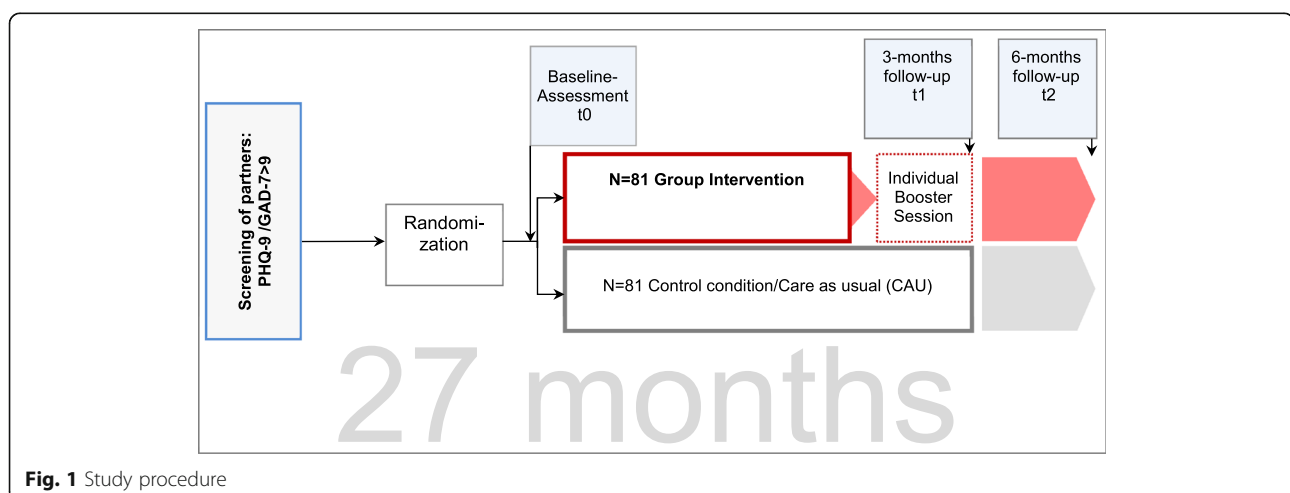 Screening of partners:
PHQ-9 /GAD-7>9
Randomi-
zation
Baseline-
Assessment
t0
N=81 Group Intervention
Individual
Booster
Session
3-months
follow-up
t1
6-months
follow-up
t2
N=81 Control condition/Care as usual (CAU)
27 months
Fig. 1 Study procedure